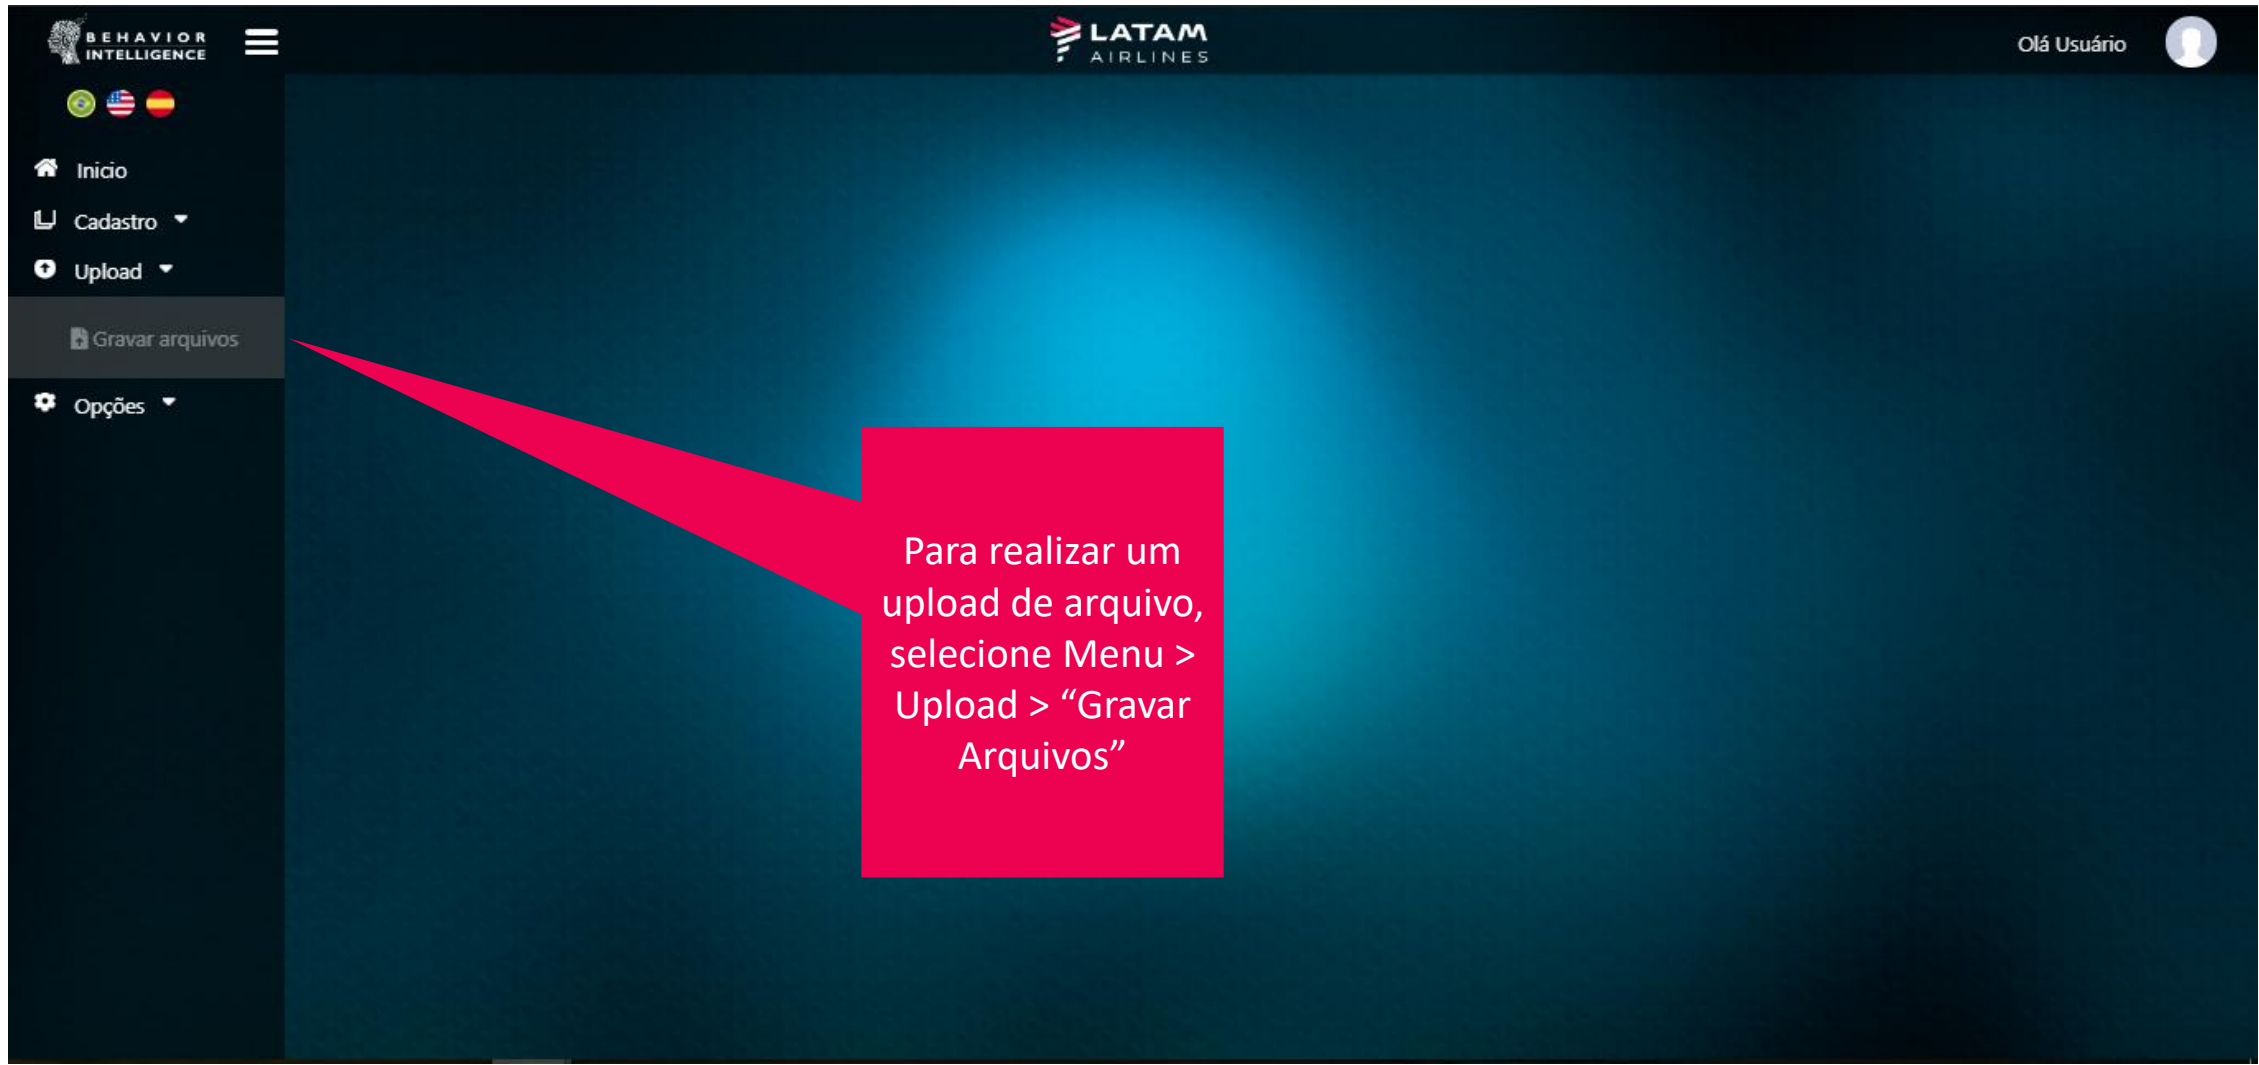 BEHAVIOR
INTELLIGENCE
LATAM
AIRLINES
Olá Usuário
Inicio
Cadastro
Upload
Gravar arquivos
Opções
Para realizar um
upload de arquivo,
selecione Menu >
Upload > “Gravar
Arquivos”